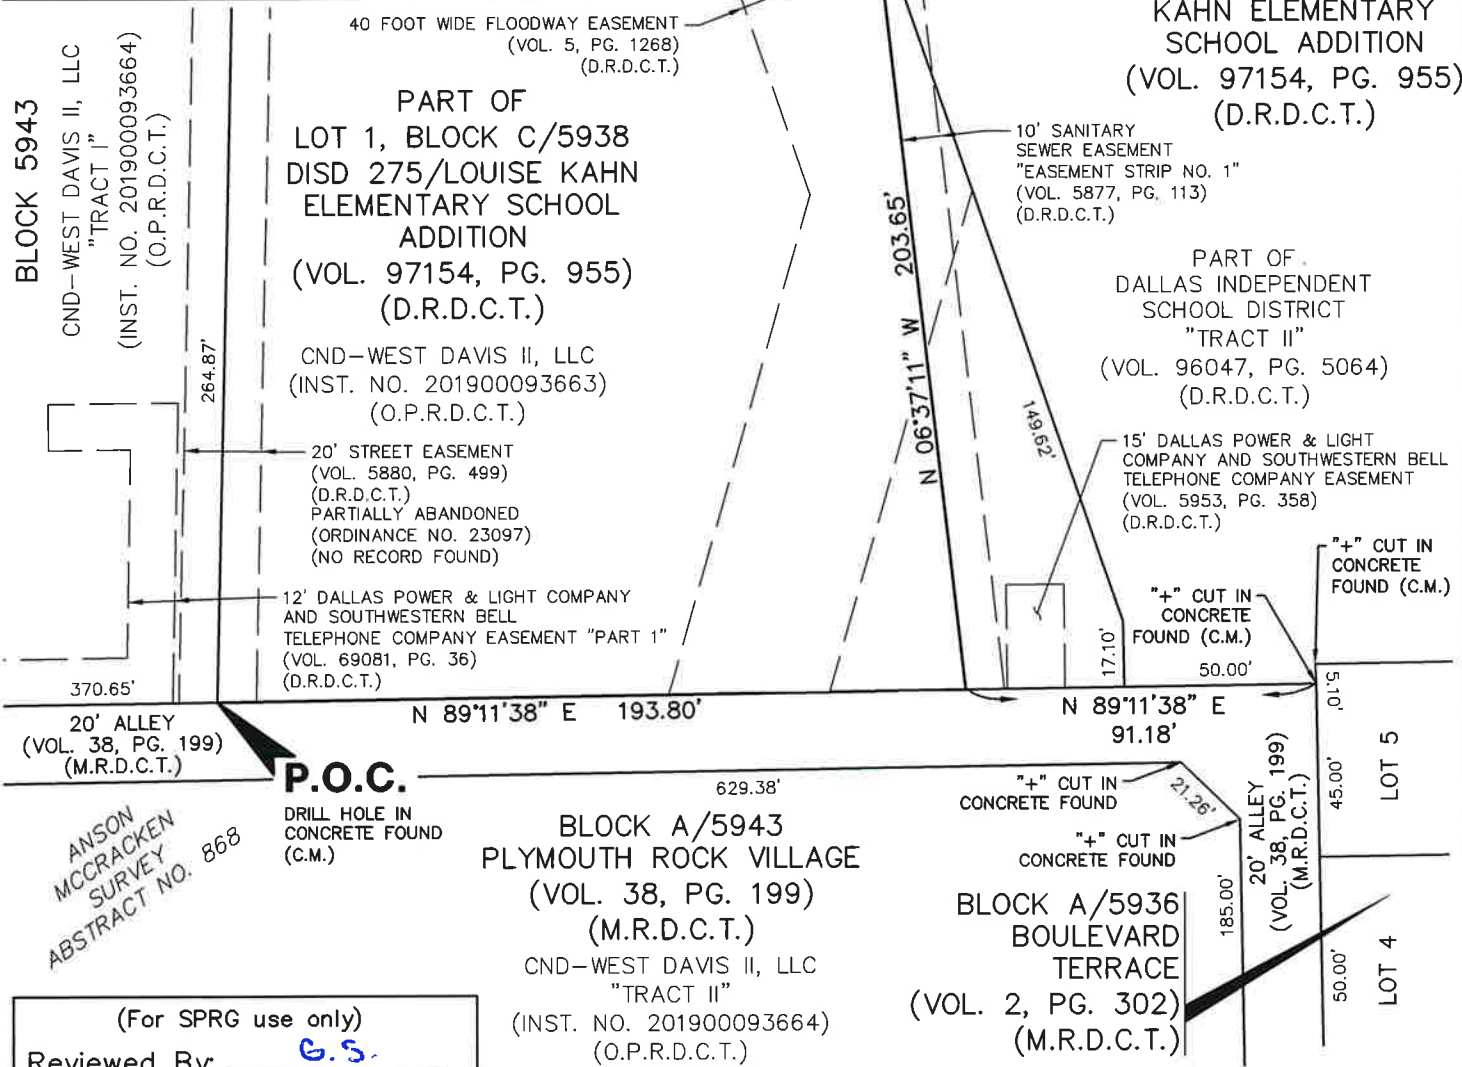 40 FOOT WIDE FLOODWAY EASEMENT
(VOL. 5, PG. 1268)
(D.R.D.C.T.)
KAHN ELEMENTARY
SCHOOL ADDITION
(VOL. 97154, PG. 955)
(D.R.D.C.T.)
BLOCK 5943
CND-WEST DAVIS II, LLC
"TRACT I"
(INST. NO. 201900093664)
(O.P.R.D.C.T.)
PART OF
LOT 1, BLOCK C/5938
DISD 275/LOUISE KAHN
ELEMENTARY SCHOOL
ADDITION
(VOL. 97154, PG. 955)
(D.R.D.C.T.)
CND-WEST DAVIS II, LLC
(INST. NO. 201900093663)
(O.P.R.D.C.T.)
10' SANITARY
SEWER EASEMENT
"EASEMENT STRIP NO. 1"
(VOL. 5877, PG. 113)
(D.R.D.C.T.)
N 06°37'11" W 203.65'
PART OF
DALLAS INDEPENDENT
SCHOOL DISTRICT
"TRACT II"
(VOL. 96047, PG. 5064)
(D.R.D.C.T.)
264.87'
149.62'
20' STREET EASEMENT
(VOL. 5880, PG. 499)
(D.R.D.C.T.)
PARTIALLY ABANDONED
(ORDINANCE NO. 23097)
(NO RECORD FOUND)
15' DALLAS POWER & LIGHT
COMPANY AND SOUTHWESTERN BELL
TELEPHONE COMPANY EASEMENT
(VOL. 5953, PG. 358)
(D.R.D.C.T.)
12' DALLAS POWER & LIGHT COMPANY
AND SOUTHWESTERN BELL
TELEPHONE COMPANY EASEMENT "PART 1"
(VOL. 69081, PG. 36)
(D.R.D.C.T.)
"+" CUT IN
CONCRETE
FOUND (C.M.)
"+" CUT IN
CONCRETE
FOUND (C.M.)
17.10'
50.00'
370.65'
20' ALLEY
(VOL. 38, PG. 199)
(M.R.D.C.T.)
N 89°11'38" E 193.80'
N 89°11'38" E
91.18'
5.10'
P.O.C.
DRILL HOLE IN
CONCRETE FOUND
(C.M.)
629.38'
"+" CUT IN
CONCRETE FOUND
21.26'
"+" CUT IN
CONCRETE FOUND
20' ALLEY
(VOL. 38, PG. 199)
(M.R.D.C.T.)
45.00'
LOT 5
ANSON
MCCRACKEN
SURVEY
ABSTRACT NO. 868
BLOCK A/5943
PLYMOUTH ROCK VILLAGE
(VOL. 38, PG. 199)
(M.R.D.C.T.)
CND-WEST DAVIS II, LLC
"TRACT II"
(INST. NO. 201900093664)
(O.P.R.D.C.T.)
BLOCK A/5936
BOULEVARD
TERRACE
(VOL. 2, PG. 302)
(M.R.D.C.T.)
185.00'
50.00'
LOT 4
(For SPRG use only)
Reviewed By: G.S.